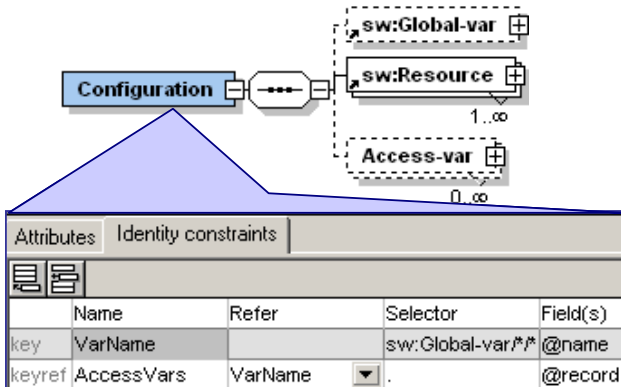 sw:Global-var
Configuration
sw:Resource
1..∞
Access-var
0..∞
Attributes Identity constraints
Name Refer Selector Field(s)
key VarName sw:Global-var/*/* @name
keyref AccessVars VarName . @record